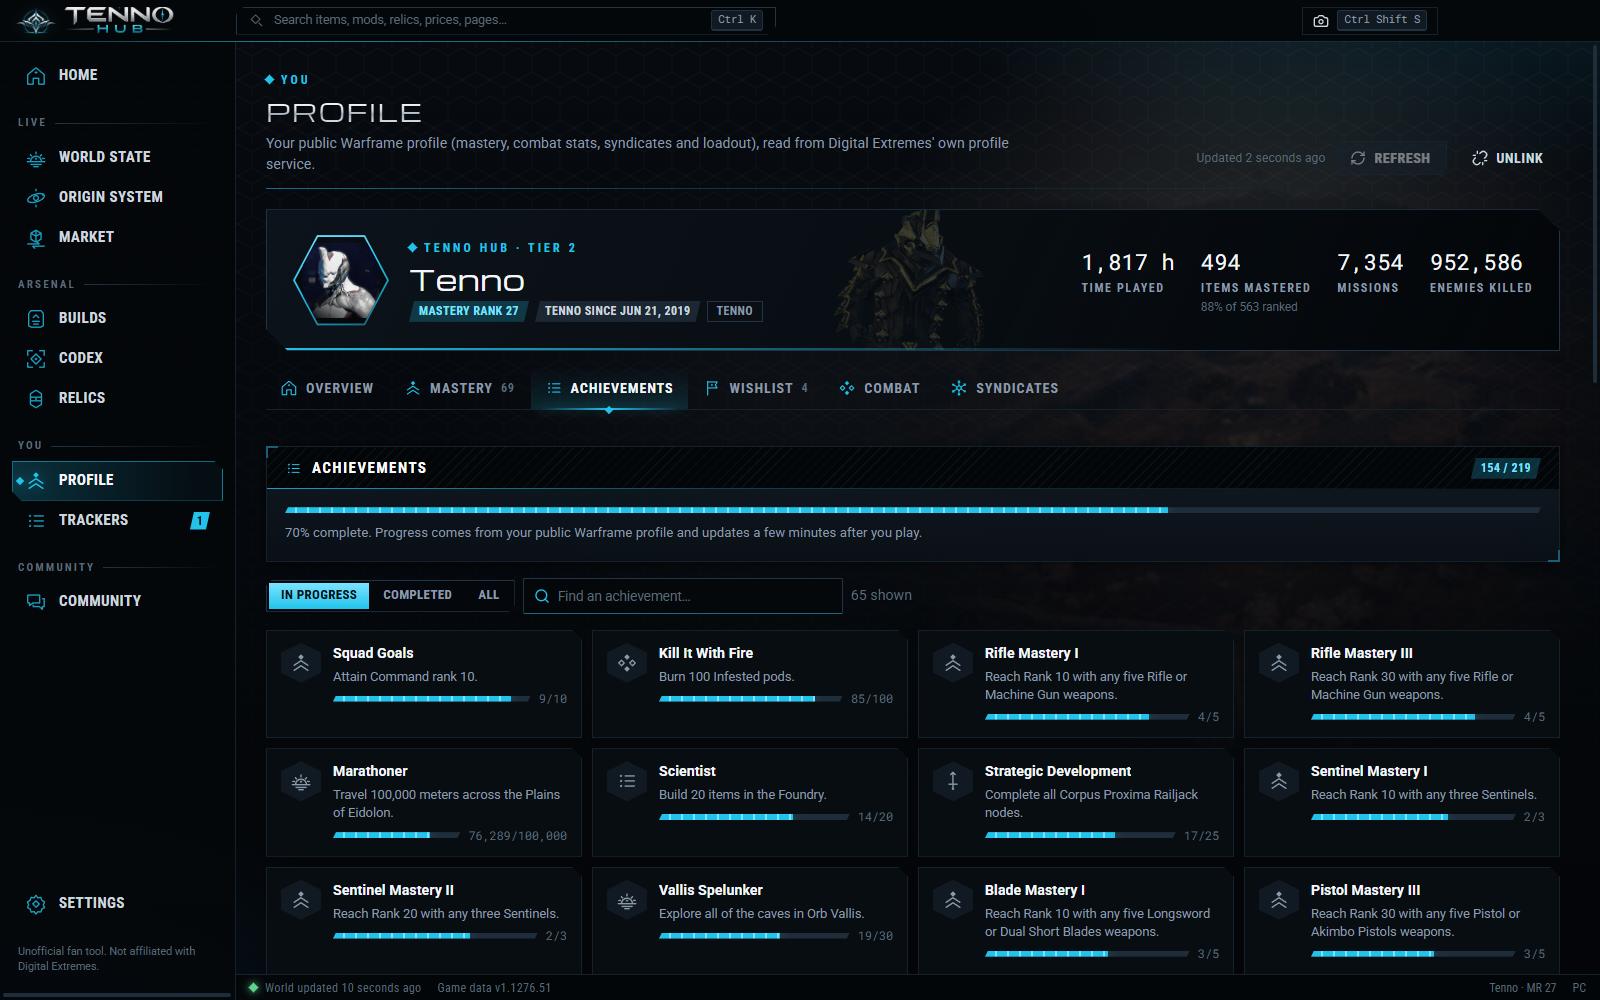 TENNO
HUB
Search items, mods, relics, prices, pages...
Ctrl K
Ctrl Shift S
HOME
LIVE
WORLD STATE
ORIGIN SYSTEM
MARKET
ARSENAL
BUILDS
CODEX
RELICS
YOU
PROFILE
TRACKERS
1
COMMUNITY
COMMUNITY
SETTINGS
Unofficial fan tool. Not affiliated with
Digital Extremes.
YOU
PROFILE
Your public Warframe profile (mastery, combat stats, syndicates and loadout), read from Digital Extremes' own profile
service.
Updated 2 seconds ago
REFRESH
UNLINK
TENNO HUB · TIER 2
Tenno
MASTERY RANK 27
TENNO SINCE JUN 21, 2019
TENNO
1,817 h
TIME PLAYED
494
ITEMS MASTERED
88% of 563 ranked
7,354
MISSIONS
952,586
ENEMIES KILLED
OVERVIEW
MASTERY 69
ACHIEVEMENTS
WISHLIST 4
COMBAT
SYNDICATES
ACHIEVEMENTS
154 / 219
70% complete. Progress comes from your public Warframe profile and updates a few minutes after you play.
IN PROGRESS
COMPLETED
ALL
Find an achievement...
65 shown
Squad Goals
Attain Command rank 10.
9/10
Kill It With Fire
Burn 100 Infested pods.
85/100
Rifle Mastery I
Reach Rank 10 with any five Rifle or
Machine Gun weapons.
4/5
Rifle Mastery III
Reach Rank 30 with any five Rifle or
Machine Gun weapons.
4/5
Marathoner
Travel 100,000 meters across the Plains
of Eidolon.
76,289/100,000
Scientist
Build 20 items in the Foundry.
14/20
Strategic Development
Complete all Corpus Proxima Railjack
nodes.
17/25
Sentinel Mastery I
Reach Rank 10 with any three Sentinels.
2/3
Sentinel Mastery II
Reach Rank 20 with any three Sentinels.
2/3
Vallis Spelunker
Explore all of the caves in Orb Vallis.
19/30
Blade Mastery I
Reach Rank 10 with any five Longsword
or Dual Short Blades weapons.
3/5
Pistol Mastery III
Reach Rank 30 with any five Pistol or
Akimbo Pistols weapons.
3/5
World updated 10 seconds ago
Game data v1.1276.51
Tenno · MR 27
PC